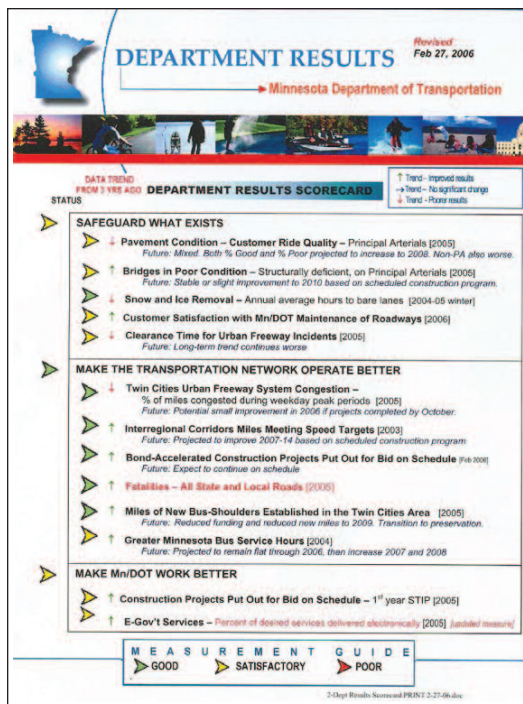 DEPARTMENT RESULTS
Revised
Feb 27, 2006
Minnesota Department of Transportation
DATA TREND
FROM 3 YRS AGO
STATUS
DEPARTMENT RESULTS SCORECARD
↑ Trend – Improved results
→ Trend – No significant change
↓ Trend - Poorer results
SAFEGUARD WHAT EXISTS
↓ Pavement Condition – Customer Ride Quality – Principal Arterials [2005]
Future: Mixed. Both % Good and % Poor projected to increase to 2008. Non-PA also worse.
↑ Bridges in Poor Condition – Structurally deficient, on Principal Arterials [2005]
Future: Stable or slight improvement to 2010 based on scheduled construction program.
↓ Snow and Ice Removal – Annual average hours to bare lanes [2004-05 winter]
↑ Customer Satisfaction with Mn/DOT Maintenance of Roadways [2006]
↓ Clearance Time for Urban Freeway Incidents [2005]
Future: Long-term trend continues worse
MAKE THE TRANSPORTATION NETWORK OPERATE BETTER
↓ Twin Cities Urban Freeway System Congestion –
% of miles congested during weekday peak periods [2005]
Future: Potential small improvement in 2006 if projects completed by October.
↑ Interregional Corridors Miles Meeting Speed Targets [2003]
Future: Projected to improve 2007-14 based on scheduled construction program
↑ Bond-Accelerated Construction Projects Put Out for Bid on Schedule [Feb 2006]
Future: Expect to continue on schedule
↑ Fatalities – All State and Local Roads [2005]
↑ Miles of New Bus-Shoulders Established in the Twin Cities Area [2005]
Future: Reduced funding and reduced new miles to 2009. Transition to preservation.
↑ Greater Minnesota Bus Service Hours [2004]
Future: Projected to remain flat through 2006, then increase 2007 and 2008
MAKE Mn/DOT WORK BETTER
↑ Construction Projects Put Out for Bid on Schedule – 1st year STIP [2005]
↑ E-Gov't Services – Percent of desired services delivered electronically [2005] [updated measure]
MEASUREMENT GUIDE
GOOD SATISFACTORY POOR
2-Dept Results Scorecard PRINT 2-27-06.doc